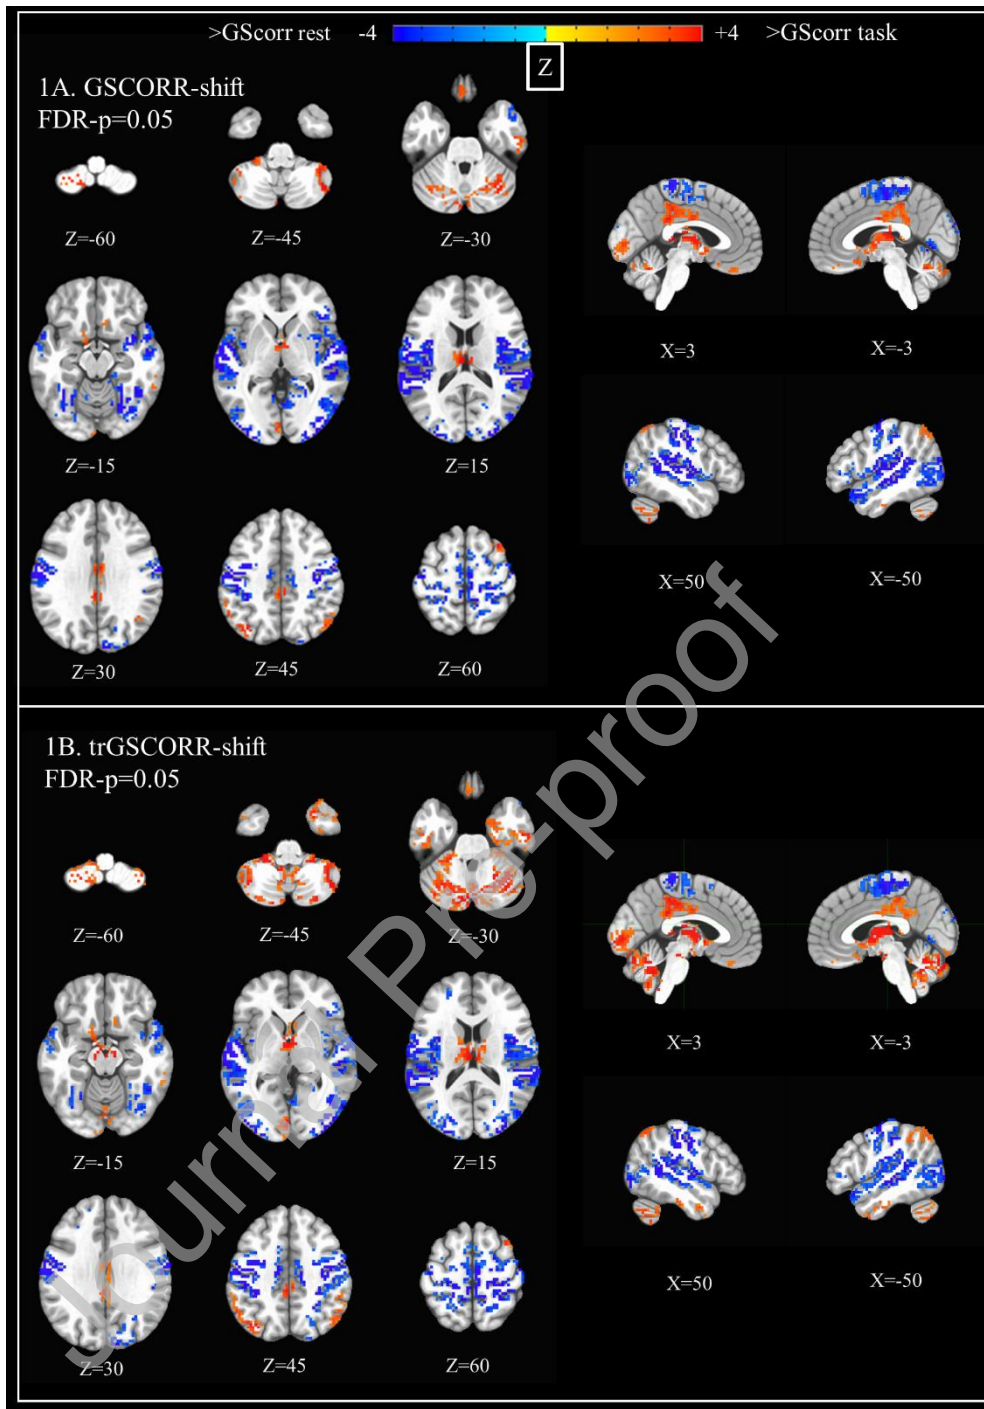 >GScorr rest -4 +4 >GScorr task
Z
1A. GSCORR-shift
FDR-p=0.05
Z=-60 Z=-45 Z=-30
X=3 X=-3
Z=-15 Z=15
X=50 X=-50
Z=30 Z=45 Z=60
1B. trGSCORR-shift
FDR-p=0.05
Z=-60 Z=-45 Z=-30
X=3 X=-3
Z=-15 Z=15
X=50 X=-50
Z=30 Z=45 Z=60
Journal Pre-proof